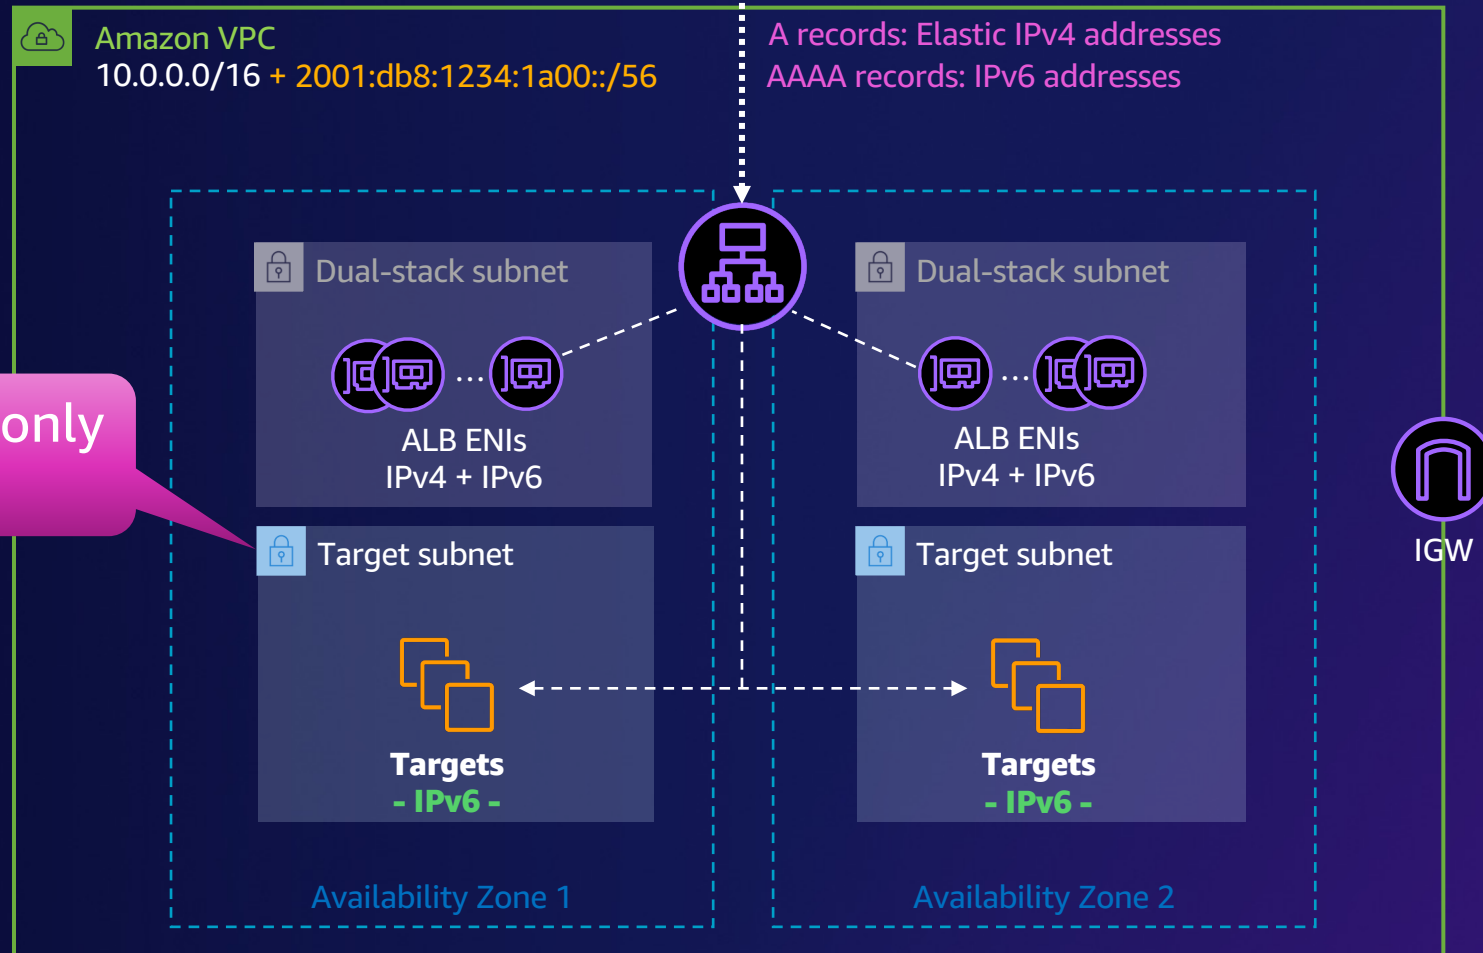 Amazon VPC
10.0.0.0/16 + 2001:db8:1234:1a00::/56
A records: Elastic IPv4 addresses
AAAA records: IPv6 addresses
Dual-stack subnet
Dual-stack subnet
...
...
ALB ENIs
IPv4 + IPv6
ALB ENIs
IPv4 + IPv6
only
IGW
Target subnet
Target subnet
Targets
- IPv6 -
Targets
- IPv6 -
Availability Zone 1
Availability Zone 2